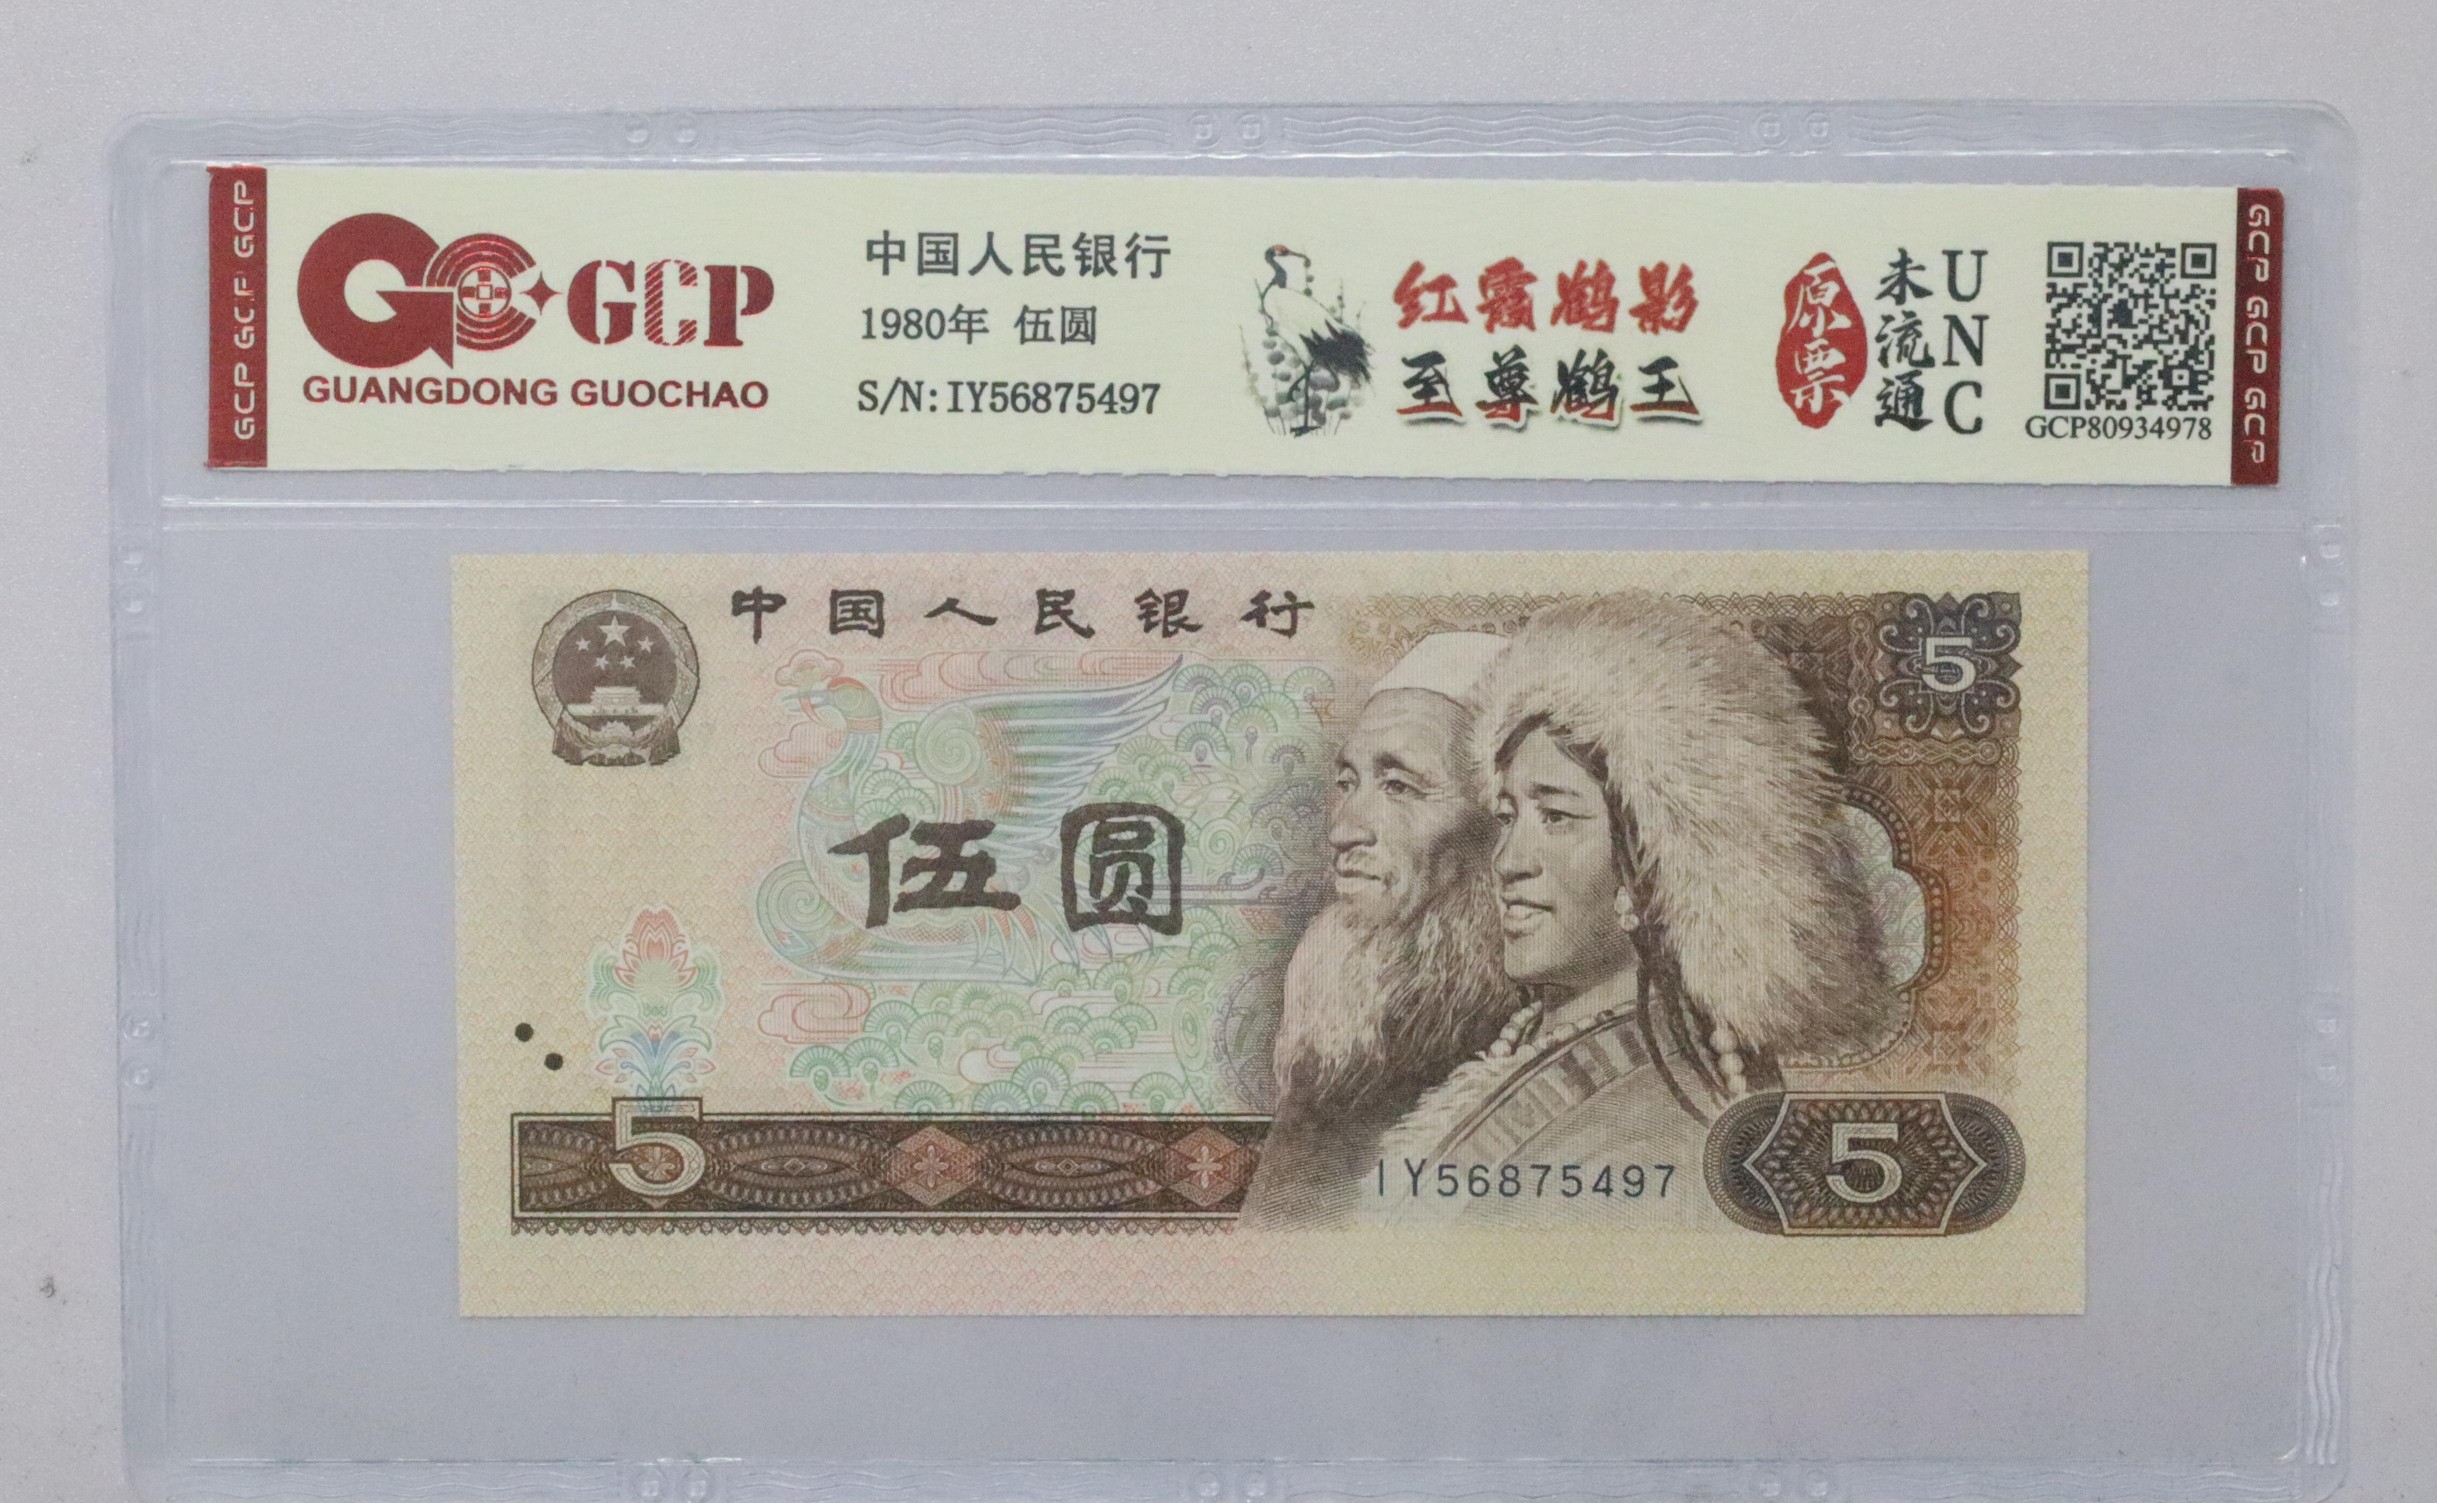 GCP GCP GCP
GCP
GUANGDONG GUOCHAO
中国人民银行
1980年 伍圆
S/N: IY56875497
红霞鹤影
至尊鹤王
原票
未流通
UNC
GCP80934978
GCP GCP GCP
中国人民银行
5
伍圆
5
IY56875497
5